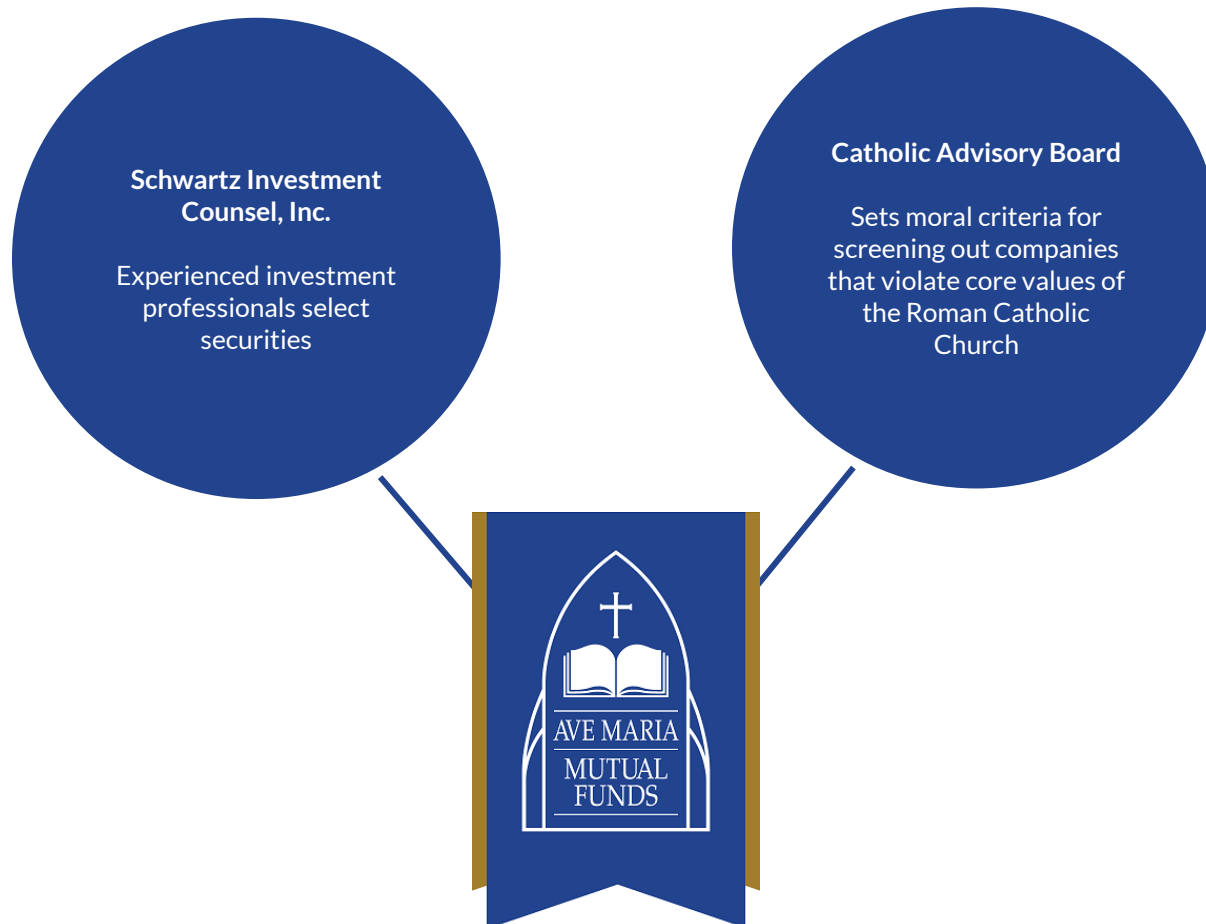 Schwartz Investment
Counsel, Inc.
Experienced investment
professionals select
securities
Catholic Advisory Board
Sets moral criteria for
screening out companies
that violate core values of
the Roman Catholic
Church
AVE MARIA
MUTUAL
FUNDS